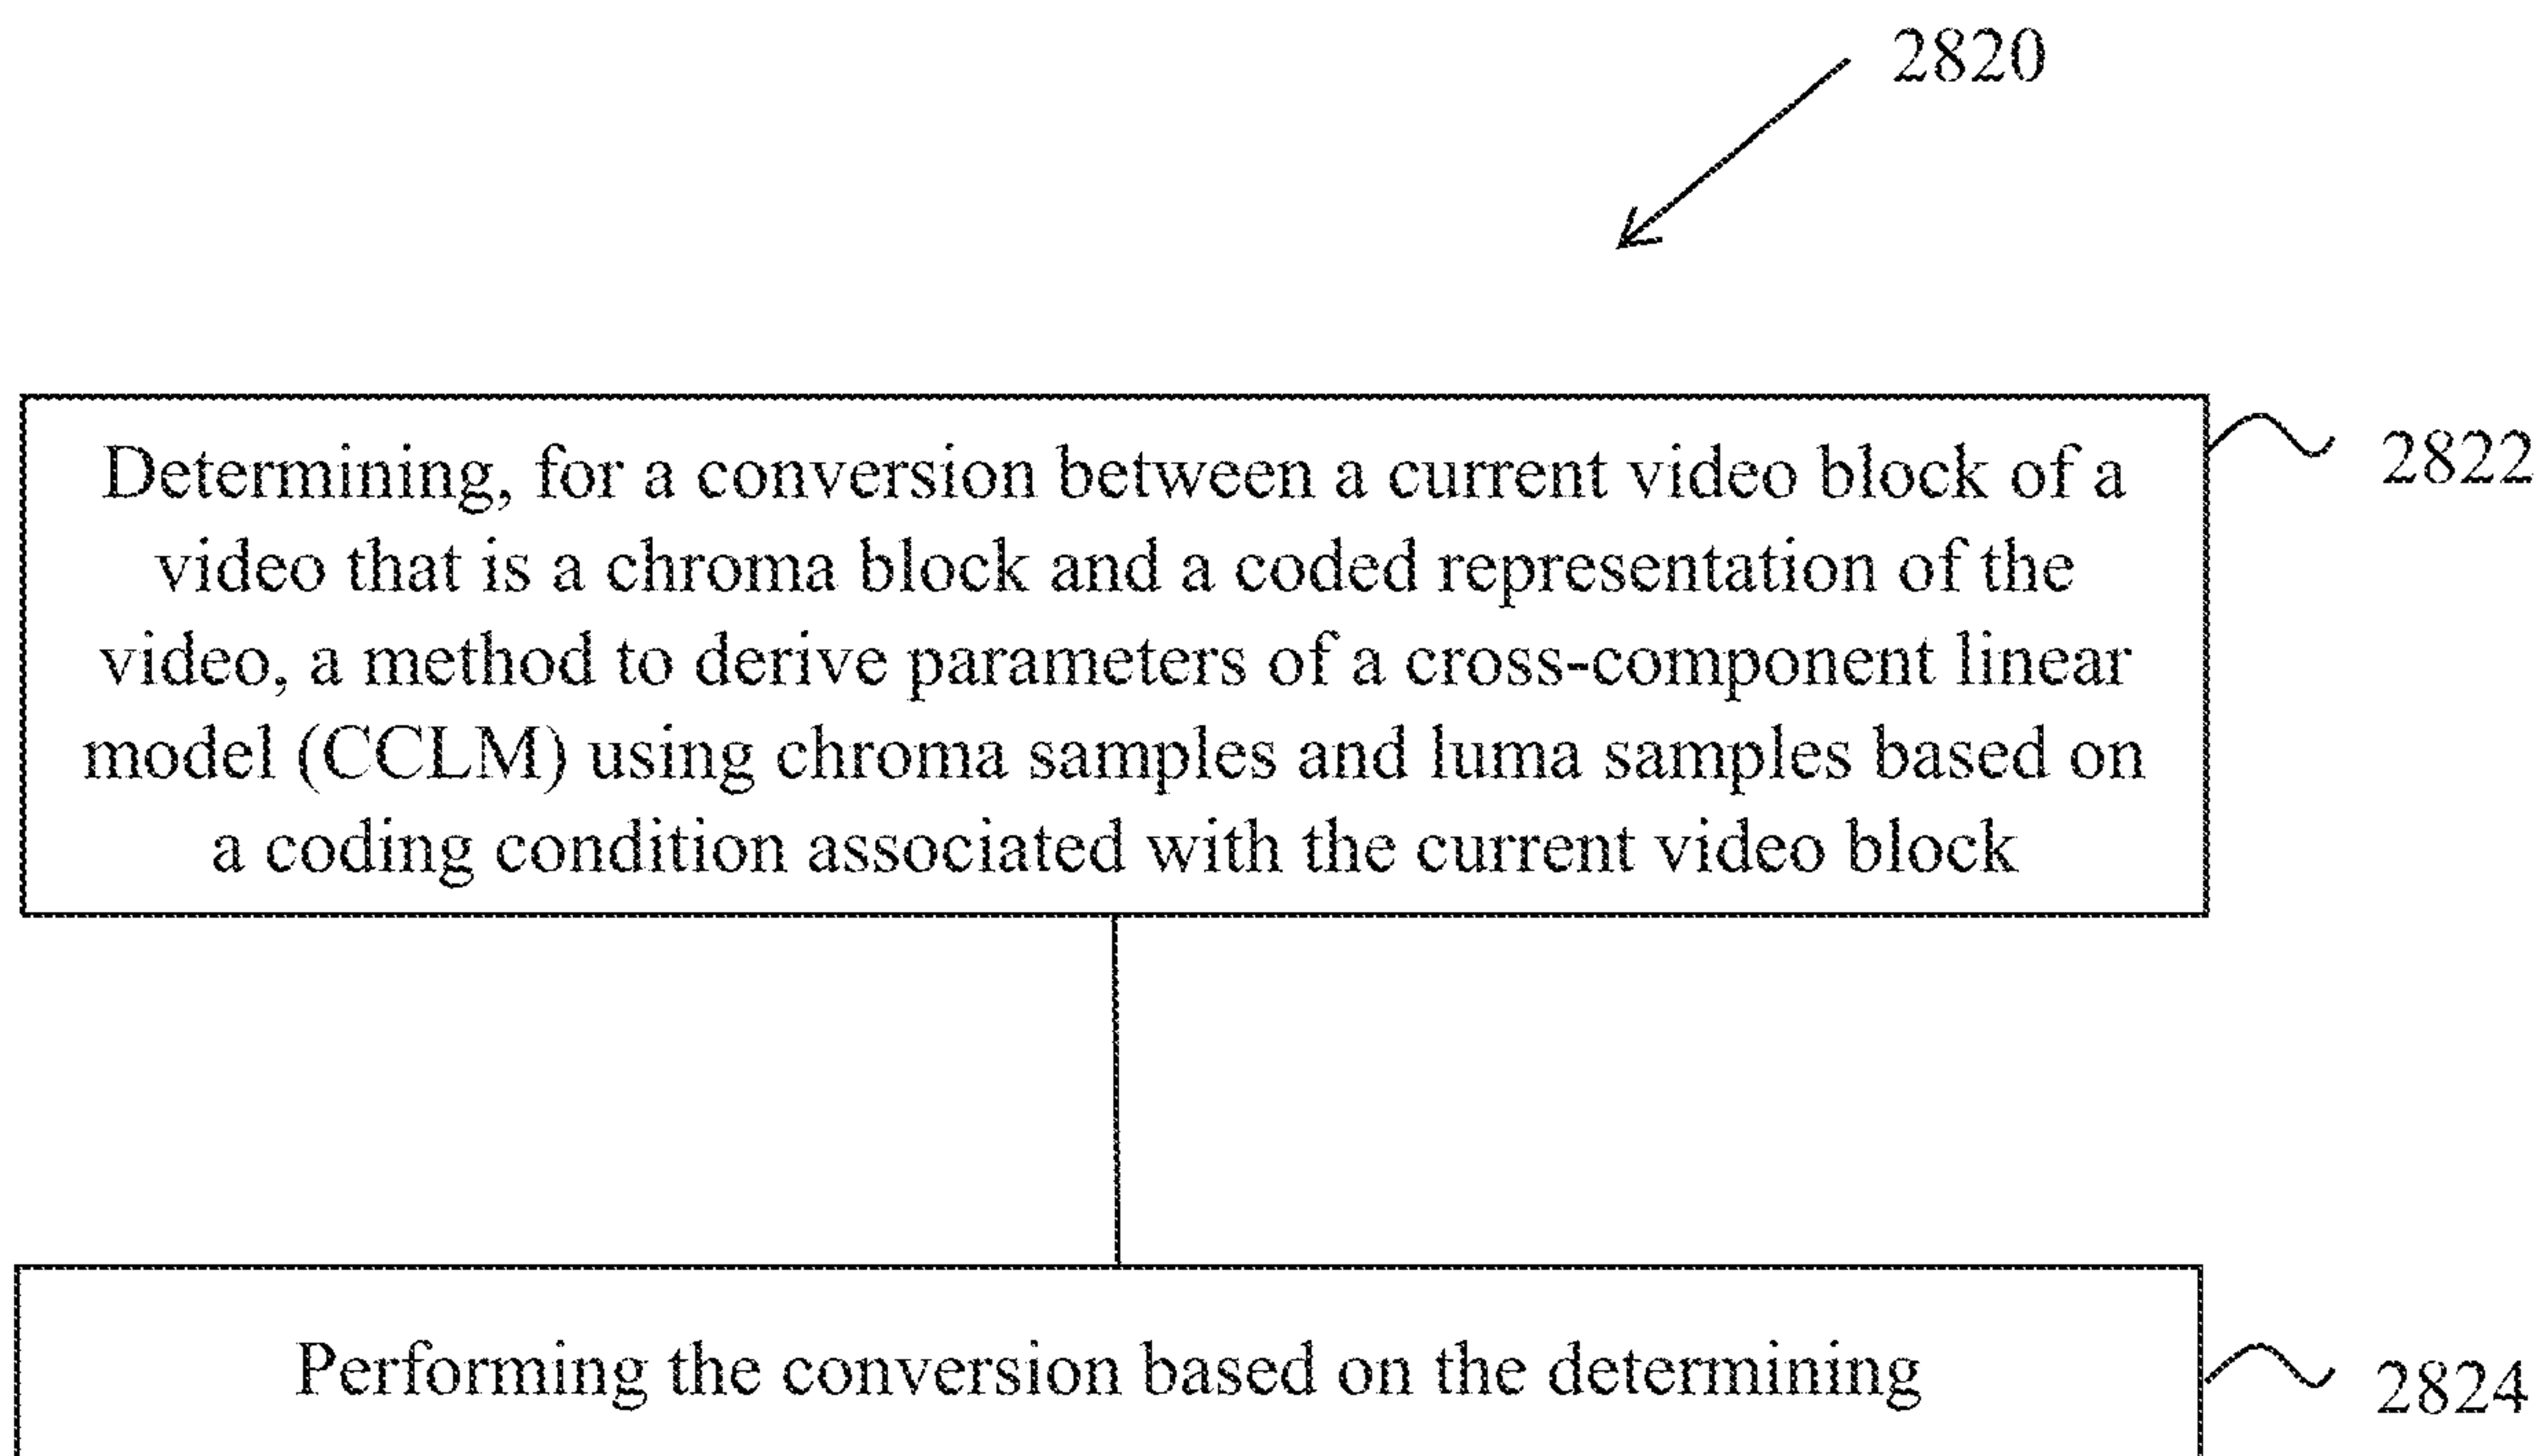 2820
Determining, for a conversion between a current video block of a
2822
video that is a chroma block and a coded representation of the
video, a method to derive parameters of a cross-component linear
model (CCLM) using chroma samples and luma samples based on
a coding condition associated with the current video block
Performing the conversion based on the determining
2824